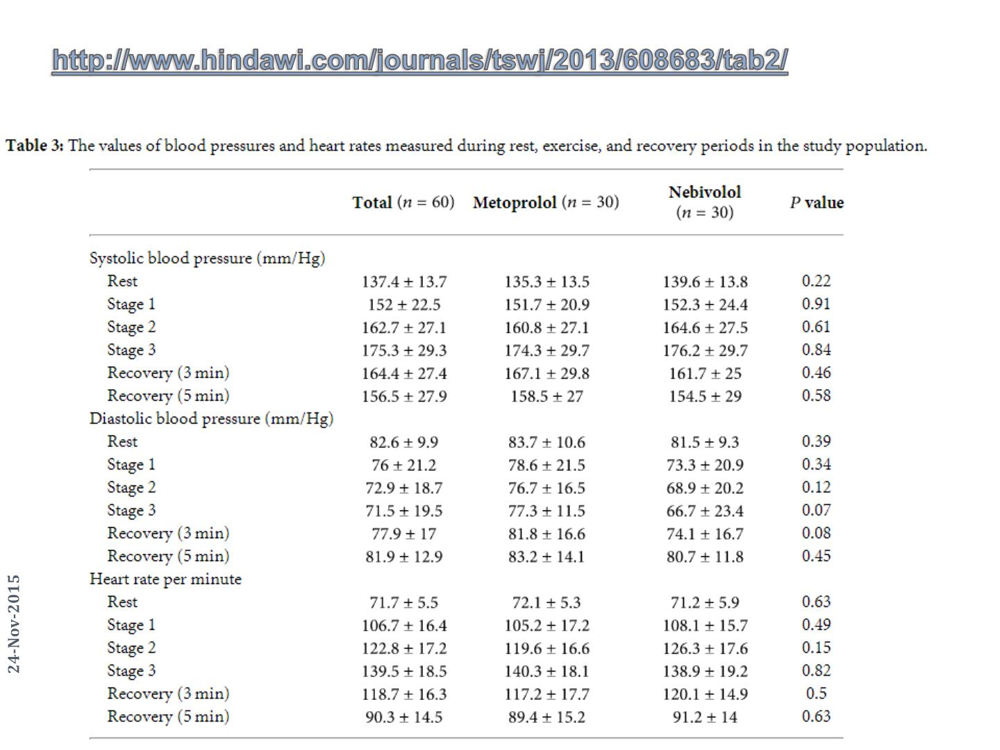 http://www.hindawi.com/journals/tswj/2013/608683/tab2/
Table 3: The values of blood pressures and heart rates measured during rest, exercise, and recovery periods in the study population.
Total (n = 60) Metoprolol (n = 30) Nebivolol (n = 30) P value
Systolic blood pressure (mm/Hg)
Rest 137.4 ± 13.7 135.3 ± 13.5 139.6 ± 13.8 0.22
Stage 1 152 ± 22.5 151.7 ± 20.9 152.3 ± 24.4 0.91
Stage 2 162.7 ± 27.1 160.8 ± 27.1 164.6 ± 27.5 0.61
Stage 3 175.3 ± 29.3 174.3 ± 29.7 176.2 ± 29.7 0.84
Recovery (3 min) 164.4 ± 27.4 167.1 ± 29.8 161.7 ± 25 0.46
Recovery (5 min) 156.5 ± 27.9 158.5 ± 27 154.5 ± 29 0.58
Diastolic blood pressure (mm/Hg)
Rest 82.6 ± 9.9 83.7 ± 10.6 81.5 ± 9.3 0.39
Stage 1 76 ± 21.2 78.6 ± 21.5 73.3 ± 20.9 0.34
Stage 2 72.9 ± 18.7 76.7 ± 16.5 68.9 ± 20.2 0.12
Stage 3 71.5 ± 19.5 77.3 ± 11.5 66.7 ± 23.4 0.07
Recovery (3 min) 77.9 ± 17 81.8 ± 16.6 74.1 ± 16.7 0.08
Recovery (5 min) 81.9 ± 12.9 83.2 ± 14.1 80.7 ± 11.8 0.45
Heart rate per minute
Rest 71.7 ± 5.5 72.1 ± 5.3 71.2 ± 5.9 0.63
Stage 1 106.7 ± 16.4 105.2 ± 17.2 108.1 ± 15.7 0.49
Stage 2 122.8 ± 17.2 119.6 ± 16.6 126.3 ± 17.6 0.15
Stage 3 139.5 ± 18.5 140.3 ± 18.1 138.9 ± 19.2 0.82
Recovery (3 min) 118.7 ± 16.3 117.2 ± 17.7 120.1 ± 14.9 0.5
Recovery (5 min) 90.3 ± 14.5 89.4 ± 15.2 91.2 ± 14 0.63
24-Nov-2015